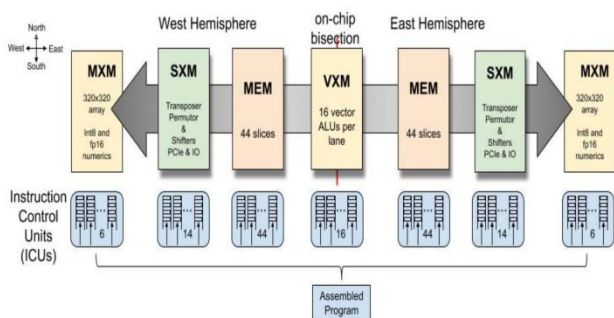 North
West
East
South
West Hemisphere
on-chip
bisection
East Hemisphere
MXM
320x320
array
Int8 and
fp16
numerics
SXM
Transposer
Permutor
&
Shifters
PCIe & IO
MEM
44 slices
VXM
16 vector
ALUs per
lane
MEM
44 slices
SXM
Transposer
Permutor
&
Shifters
PCIe & IO
MXM
320x320
array
Int8 and
fp16
numerics
Instruction
Control
Units
(ICUs)
6
14
44
16
44
14
6
Assembled
Program